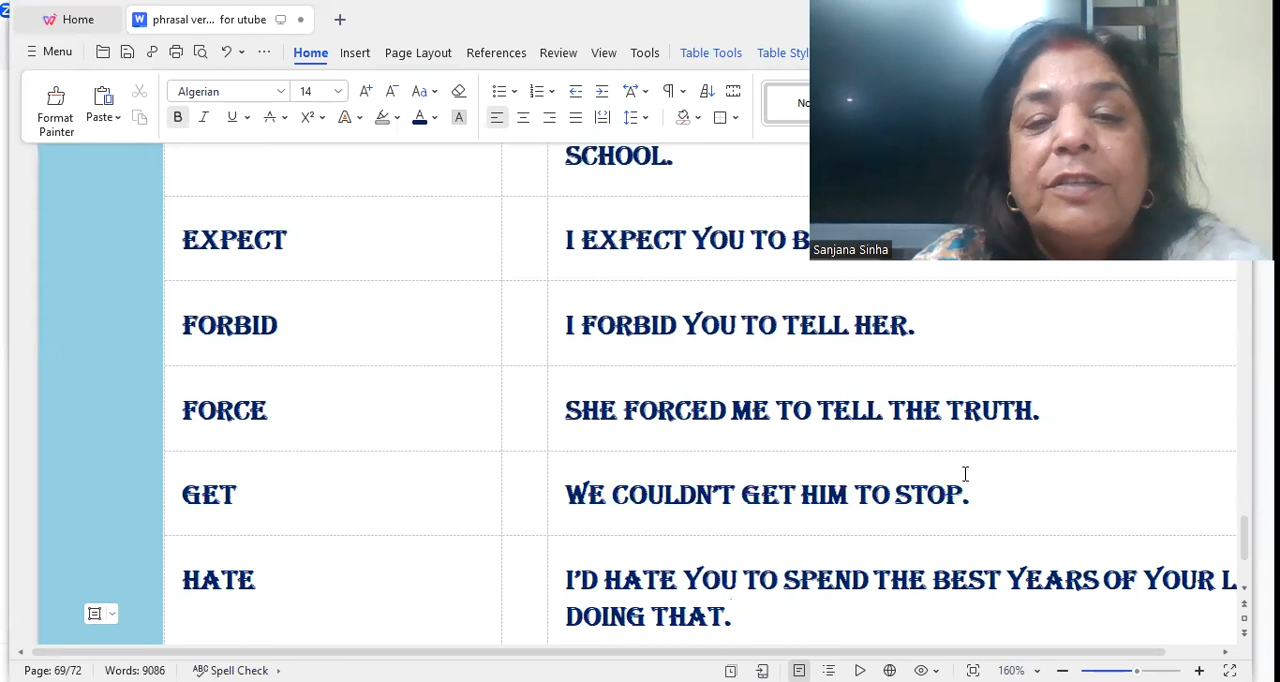 Home
phrasal ver... for utube
Menu
Home Insert Page Layout References Review View Tools Table Tools Table Styl
Algerian 14
Format Painter
Paste
SCHOOL.
EXPECT I EXPECT YOU TO B
FORBID I FORBID YOU TO TELL HER.
FORCE SHE FORCED ME TO TELL THE TRUTH.
GET WE COULDN'T GET HIM TO STOP.
HATE I'D HATE YOU TO SPEND THE BEST YEARS OF YOUR L
DOING THAT.
Sanjana Sinha
Page: 69/72 Words: 9086 Spell Check 160%